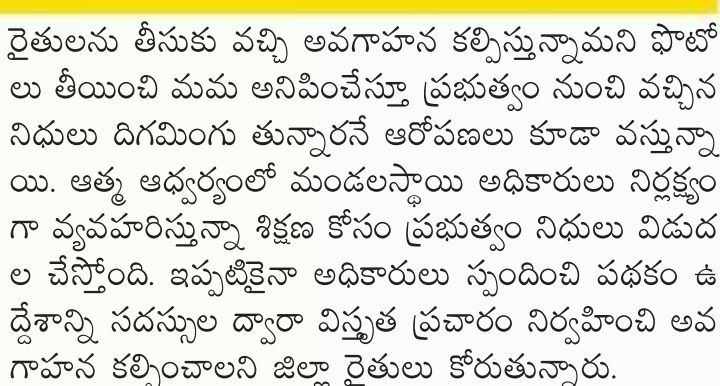 రైతులను తీసుకు వచ్చి అవగాహన కల్పిస్తున్నామని ఫొటో
లు తీయించి మమ అనిపించేస్తూ ప్రభుత్వం నుంచి వచ్చిన
నిధులు దిగమింగు తున్నారనే ఆరోపణలు కూడా వస్తున్నా
యి. ఆత్మ ఆధ్వర్యంలో మండలస్థాయి అధికారులు నిర్లక్ష్యం
గా వ్యవహరిస్తున్నా శిక్షణ కోసం ప్రభుత్వం నిధులు విడుద
ల చేస్తోంది. ఇప్పటికైనా అధికారులు స్పందించి పథకం ఉ
ద్దేశాన్ని సదస్సుల ద్వారా విస్తృత ప్రచారం నిర్వహించి అవ
గాహన కల్పించాలని జిల్లా రైతులు కోరుతున్నారు.